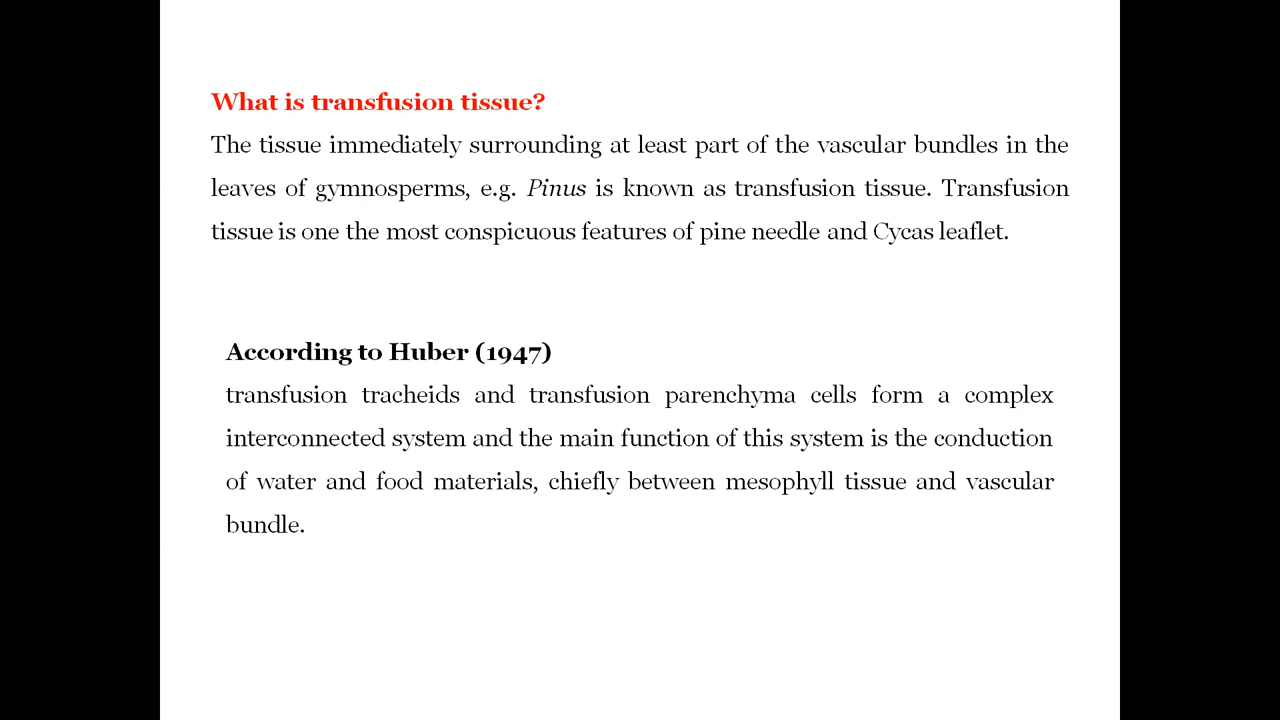 What is transfusion tissue?
The tissue immediately surrounding at least part of the vascular bundles in the
leaves of gymnosperms, e.g. Pinus is known as transfusion tissue. Transfusion
tissue is one the most conspicuous features of pine needle and Cycas leaflet.
According to Huber (1947)
transfusion tracheids and transfusion parenchyma cells form a complex
interconnected system and the main function of this system is the conduction
of water and food materials, chiefly between mesophyll tissue and vascular
bundle.